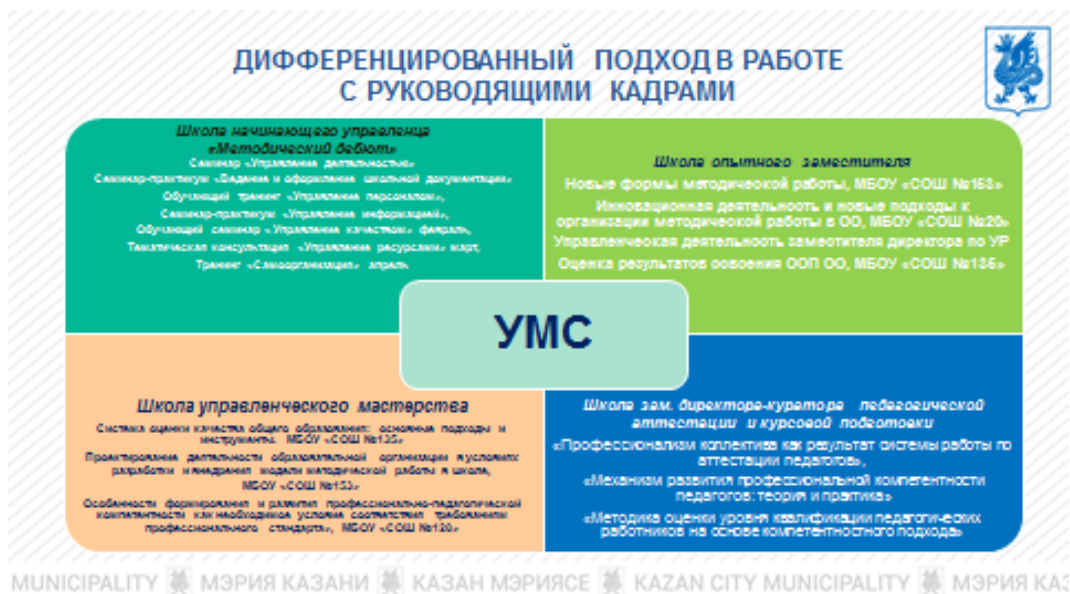 ДИФФЕРЕНЦИРОВАННЫЙ ПОДХОД В РАБОТЕ
С РУКОВОДЯЩИМИ КАДРАМИ
Школа начинающего управленца
«Методический дебют»
Семинар «Управление деятельностью»
Семинар-практикум «Ведение и оформление школьной документации»
Обучающий тренинг «Управление персоналом»,
Семинар-практикум «Управление информацией»,
Обучающий семинар «Управление качеством» февраль,
Тематическая консультация «Управление ресурсами» март,
Тренинг «Самоорганизация» апрель
Школа опытного заместителя
Новые формы методической работы, МБОУ «СОШ №153»
Инновационная деятельность и новые подходы к
организации методической работы в ОО, МБОУ «СОШ №20»
Управленческая деятельность заместителя директора по УР
Оценка результатов освоения ООП ОО, МБОУ «СОШ №135»
УМС
Школа управленческого мастерства
Система оценки качества общего образования: основные подходы и
инструменты. МБОУ «СОШ №135»
Проектирование деятельности образовательной организации в условиях
разработки и внедрения модели методической работы в школе,
МБОУ «СОШ №153»
Особенности формирования и развития профессионально-педагогической
компетентности как необходимое условие соответствия требованиям
профессионального стандарта», МБОУ
Школа зам. директора-куратора педагогической
аттестации и курсовой подготовки
«Профессионализм коллектива как результат системы работы по
аттестации педагогов»,
«Механизм развития профессиональной компетентности
педагогов: теория и практика»
«Методика оценки уровня квалификации педагогических
работников на основе компетентностного подхода»
MUNICIPALITY МЭРИЯ КАЗАНИ КАЗАН МЭРИЯСЕ KAZAN CITY MUNICIPALITY МЭРИЯ КАЗ